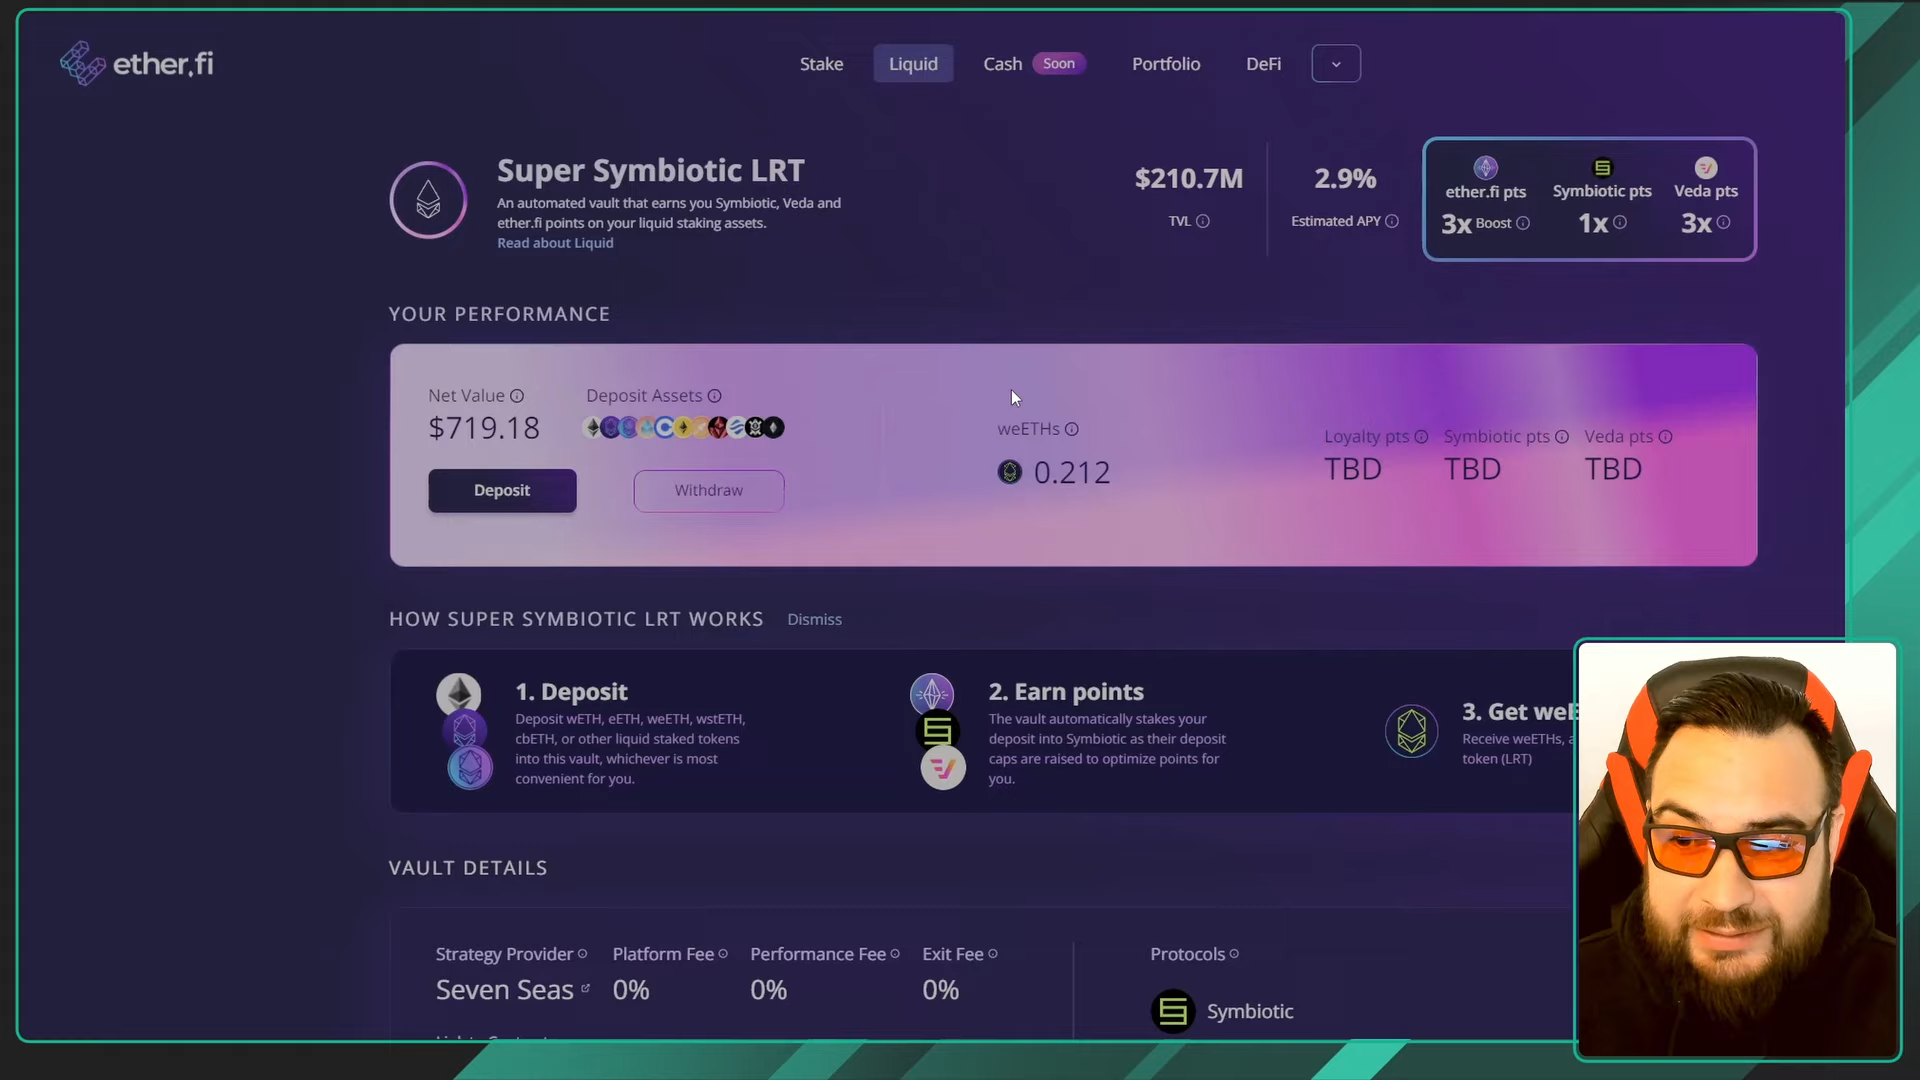 ether.fi
Stake
Liquid
Cash Soon
Portfolio
DeFi
Super Symbiotic LRT
An automated vault that earns you Symbiotic, Veda and
ether.fi points on your liquid staking assets.
Read about Liquid
$210.7M
TVL
2.9%
Estimated APY
ether.fi pts
3x Boost
Symbiotic pts
1x
Veda pts
3x
YOUR PERFORMANCE
Net Value
$719.18
Deposit Assets
Deposit
Withdraw
weETHs
0.212
Loyalty pts
TBD
Symbiotic pts
TBD
Veda pts
TBD
HOW SUPER SYMBIOTIC LRT WORKS Dismiss
1. Deposit
Deposit wETH, eETH, weETH, wstETH,
cbETH, or other liquid staked tokens
into this vault, whichever is most
convenient for you.
2. Earn points
The vault automatically stakes your
deposit into Symbiotic as their deposit
caps are raised to optimize points for
you.
3. Get weE
Receive weETHs, a
token (LRT)
VAULT DETAILS
Strategy Provider
Seven Seas
Platform Fee
0%
Performance Fee
0%
Exit Fee
0%
Protocols
Symbiotic